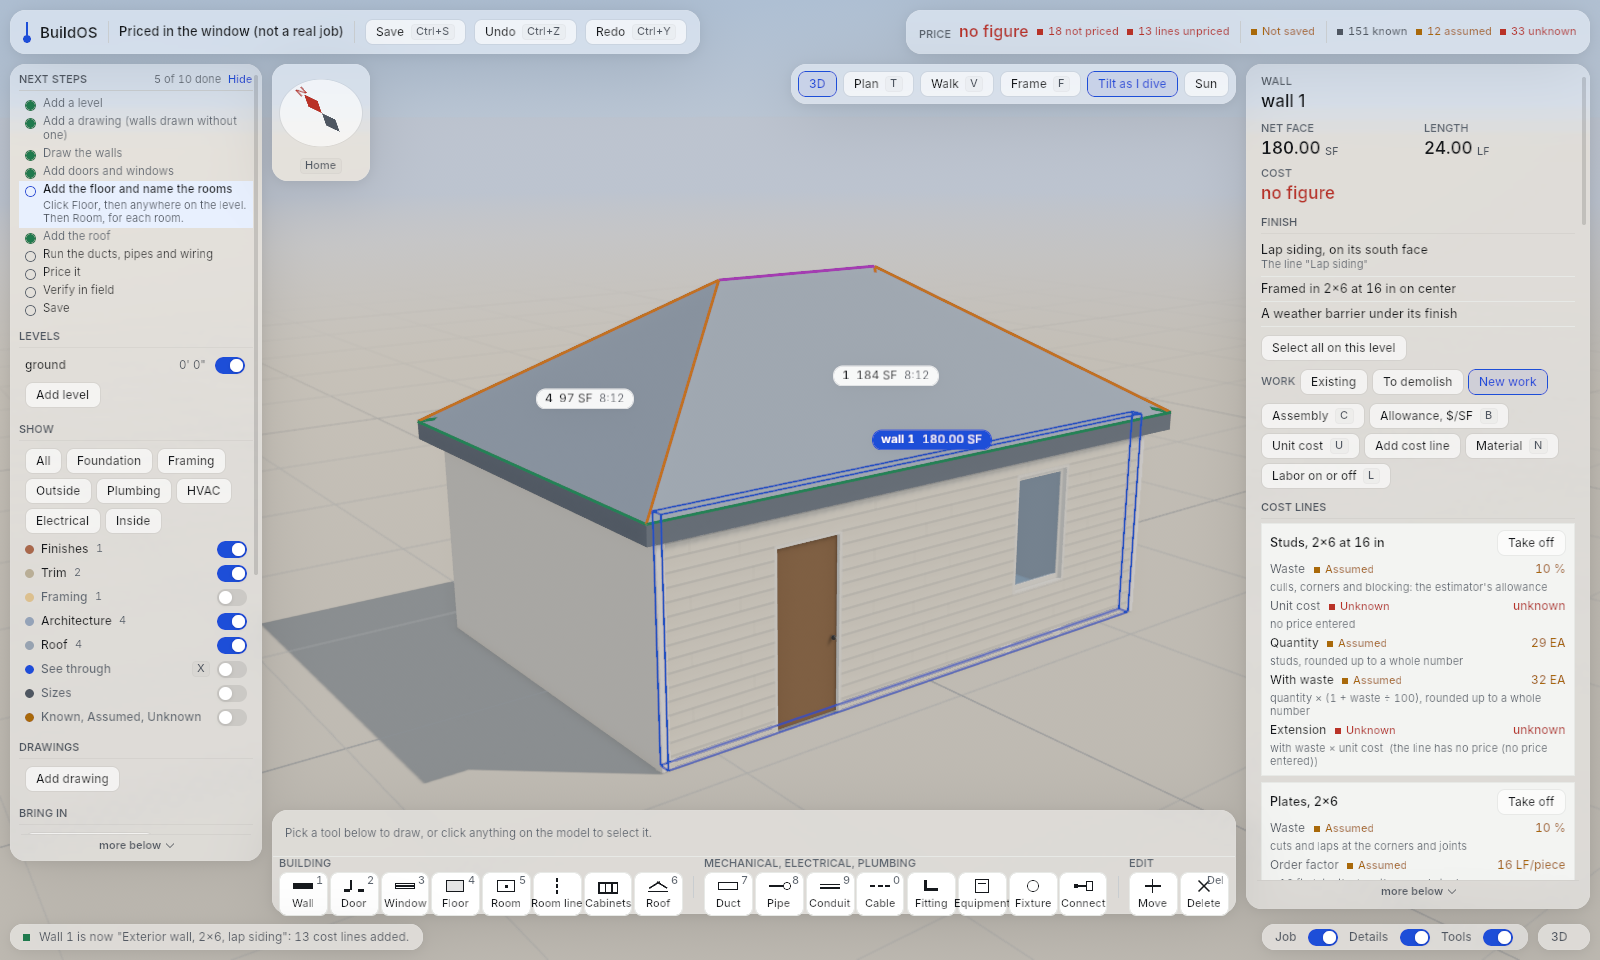 BuildOS
Priced in the window (not a real job)
Save Ctrl+S
Undo Ctrl+Z
Redo Ctrl+Y
PRICE no figure 18 not priced 13 lines unpriced Not saved 151 known 12 assumed 33 unknown
NEXT STEPS 5 of 10 done Hide
Add a level
Add a drawing (walls drawn without
one)
Draw the walls
Add doors and windows
Add the floor and name the rooms
Click Floor, then anywhere on the level.
Then Room, for each room.
Add the roof
Run the ducts, pipes and wiring
Price it
Verify in field
Save
LEVELS
ground 0' 0"
Add level
SHOW
All Foundation Framing
Outside Plumbing HVAC
Electrical Inside
Finishes 1
Trim 2
Framing 1
Architecture 4
Roof 4
See through X
Sizes
Known, Assumed, Unknown
DRAWINGS
Add drawing
BRING IN
more below
N
Home
3D Plan T Walk V Frame F Tilt as I dive Sun
1 184 SF 8:12
4 97 SF 8:12
wall 1 180.00 SF
Pick a tool below to draw, or click anything on the model to select it.
BUILDING
1 Wall
2 Door
3 Window
4 Floor
5 Room
Room line
Cabinets
6 Roof
MECHANICAL, ELECTRICAL, PLUMBING
7 Duct
8 Pipe
9 Conduit
0 Cable
Fitting
Equipment
Fixture
Connect
EDIT
Move
Del Delete
WALL
wall 1
NET FACE LENGTH
180.00 SF 24.00 LF
COST
no figure
FINISH
Lap siding, on its south face
The line "Lap siding"
Framed in 2×6 at 16 in on center
A weather barrier under its finish
Select all on this level
WORK Existing To demolish New work
Assembly C Allowance, $/SF B
Unit cost U Add cost line Material N
Labor on or off L
COST LINES
Studs, 2×6 at 16 in Take off
Waste Assumed 10 %
culls, corners and blocking: the estimator's allowance
Unit cost Unknown unknown
no price entered
Quantity Assumed 29 EA
studs, rounded up to a whole number
With waste Assumed 32 EA
quantity × (1 + waste ÷ 100), rounded up to a whole
number
Extension Unknown unknown
with waste × unit cost (the line has no price (no price
entered))
Plates, 2×6 Take off
Waste Assumed 10 %
cuts and laps at the corners and joints
Order factor Assumed 16 LF/piece
more below
Wall 1 is now "Exterior wall, 2×6, lap siding": 13 cost lines added.
Job Details Tools 3D